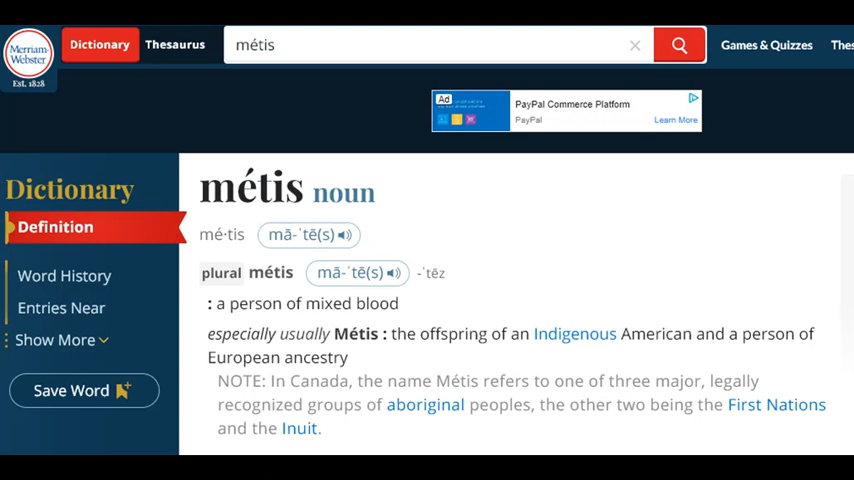 Merriam-
Webster
EST. 1828
Dictionary Thesaurus métis Games & Quizzes Thes
Ad
PayPal Commerce Platform
PayPal Learn More
Dictionary
Definition
Word History
Entries Near
Show More
Save Word
métis noun
mé·tis mā-ˈtē(s)
plural métis mā-ˈtē(s) -ˈtēz
: a person of mixed blood
especially usually Métis : the offspring of an Indigenous American and a person of
European ancestry
NOTE: In Canada, the name Métis refers to one of three major, legally
recognized groups of aboriginal peoples, the other two being the First Nations
and the Inuit.